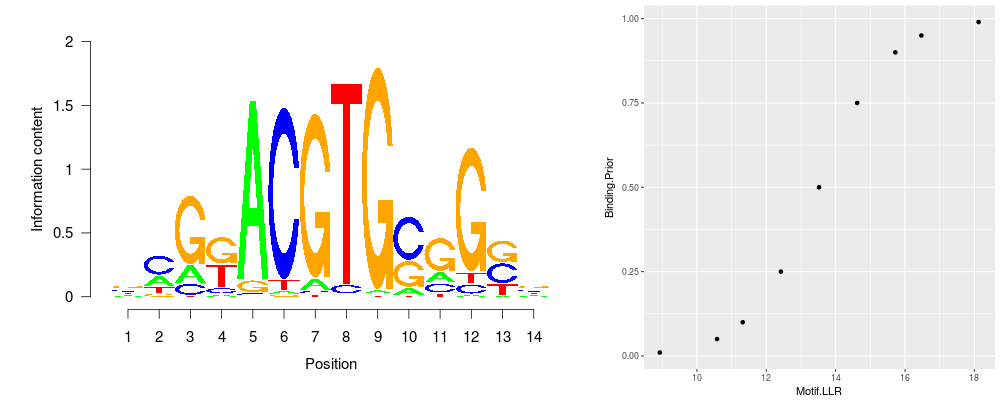 2
1.5
1
0.5
0
Information content
1 2 3 4 5 6 7 8 9 10 11 12 13 14
Position
C A T
G A C
G T C
A G
C T
G A
T C
G
C G A
G A C T
G T C
G C T
1.00
0.75
0.50
0.25
0.00
Binding.Prior
10 12 14 16 18
Motif.LLR